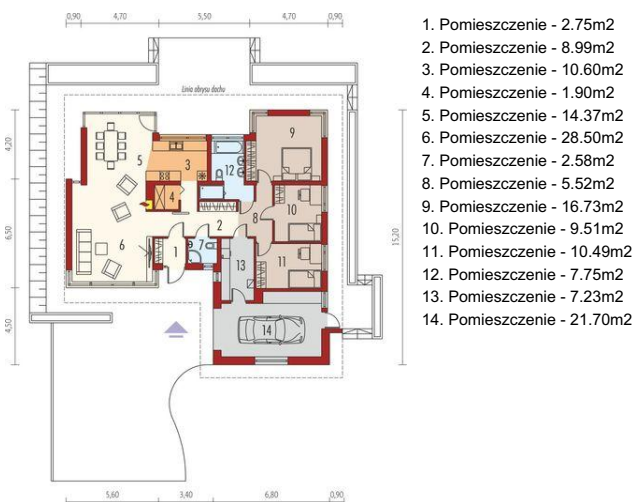 0,90 4,70 5,50 4,70 0,90
1. Pomieszczenie - 2.75m2
2. Pomieszczenie - 8.99m2
3. Pomieszczenie - 10.60m2
4. Pomieszczenie - 1.90m2
5. Pomieszczenie - 14.37m2
6. Pomieszczenie - 28.50m2
7. Pomieszczenie - 2.58m2
8. Pomieszczenie - 5.52m2
9. Pomieszczenie - 16.73m2
10. Pomieszczenie - 9.51m2
11. Pomieszczenie - 10.49m2
12. Pomieszczenie - 7.75m2
13. Pomieszczenie - 7.23m2
14. Pomieszczenie - 21.70m2
Linia obrysu dachu
4,20
6,50
4,50
15,20
9
5
3
12
4
10
8
2
6
1
7
11
13
14
5,60 3,40 6,80 0,90